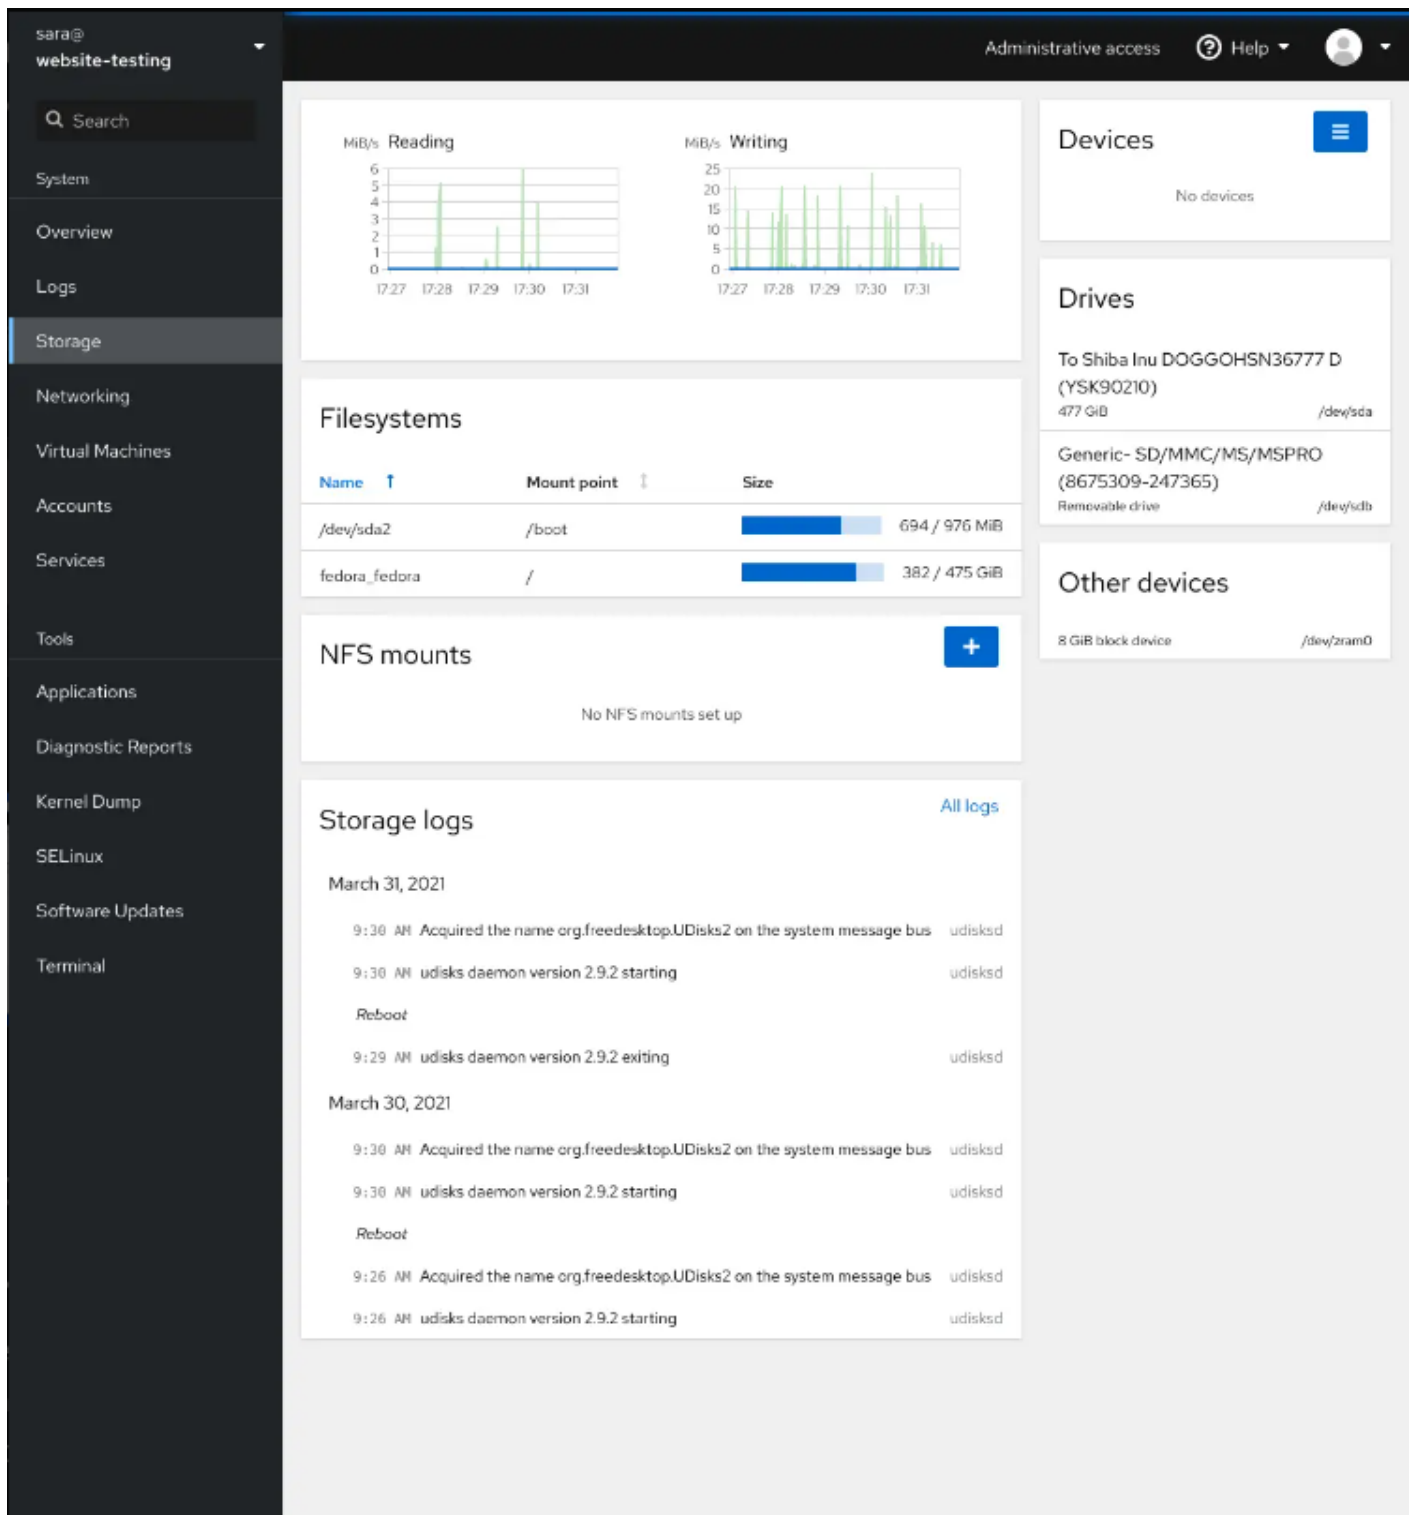 sara@
website-testing
Search
System
Overview
Logs
Storage
Networking
Virtual Machines
Accounts
Services
Tools
Applications
Diagnostic Reports
Kernel Dump
SELinux
Software Updates
Terminal
Administrative access
Help
MiB/s Reading
6
5
4
3
2
1
0
17:27 17:28 17:29 17:30 17:31
MiB/s Writing
25
20
15
10
5
0
17:27 17:28 17:29 17:30 17:31
Filesystems
Name Mount point Size
/dev/sda2 /boot 694 / 976 MiB
fedora_fedora / 382 / 475 GiB
NFS mounts
No NFS mounts set up
Storage logs All logs
March 31, 2021
9:30 AM Acquired the name org.freedesktop.UDisks2 on the system message bus udisksd
9:30 AM udisks daemon version 2.9.2 starting udisksd
Reboot
9:29 AM udisks daemon version 2.9.2 exiting udisksd
March 30, 2021
9:30 AM Acquired the name org.freedesktop.UDisks2 on the system message bus udisksd
9:30 AM udisks daemon version 2.9.2 starting udisksd
Reboot
9:26 AM Acquired the name org.freedesktop.UDisks2 on the system message bus udisksd
9:26 AM udisks daemon version 2.9.2 starting udisksd
Devices
No devices
Drives
To Shiba Inu DOGGOHSN36777 D
(YSK90210)
477 GiB /dev/sda
Generic- SD/MMC/MS/MSPRO
(8675309-247365)
Removable drive /dev/sdb
Other devices
8 GiB block device /dev/zram0